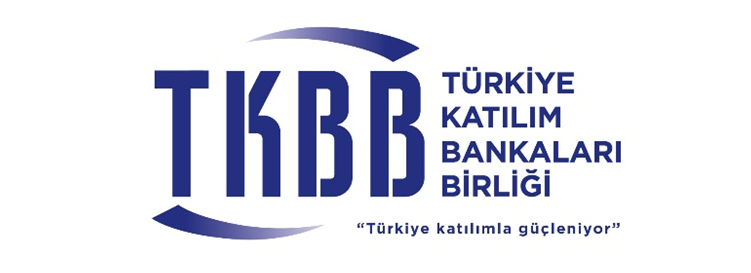 TKBB
TÜRKİYE
KATILIM
BANKALARI
BİRLİĞİ
“Türkiye katılımla güçleniyor”